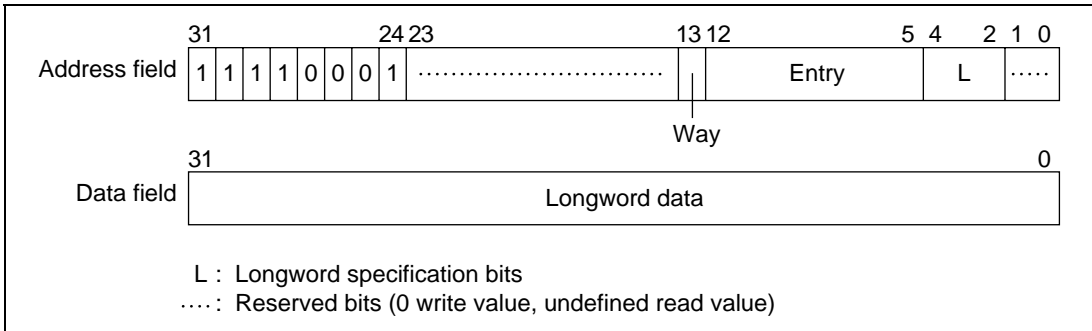 31 24 23 13 12 5 4 2 1 0
Address field 1 1 1 1 0 0 0 1 .............................. Entry L .....
Way
31 0
Data field Longword data
L : Longword specification bits
.... : Reserved bits (0 write value, undefined read value)